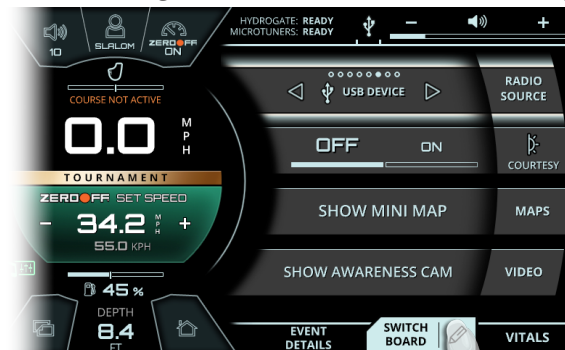 10
SLALOM
ZEROOFF
ON
HYDROGATE: READY
MICROTUNERS: READY
−
+
COURSE NOT ACTIVE
0.0
M
P
H
TOURNAMENT
ZEROOFF SET SPEED
−
34.2
M
P
H
+
55.0 KPH
45 %
DEPTH
8.4
FT
USB DEVICE
RADIO
SOURCE
OFF
ON
COURTESY
SHOW MINI MAP
MAPS
SHOW AWARENESS CAM
VIDEO
EVENT
DETAILS
SWITCH
BOARD
VITALS